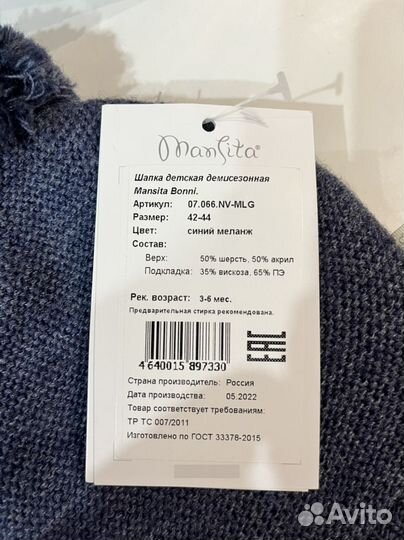 Mansita®
Шапка детская демисезонная
Mansita Bonni.
Артикул: 07.066.NV-MLG
Размер: 42-44
Цвет: синий меланж
Состав:
Верх: 50% шерсть, 50% акрил
Подкладка: 35% вискоза, 65% ПЭ
Рек. возраст: 3-6 мес.
Предварительная стирка рекомендована.
4 640015 897330
EAC
Страна производитель: Россия
Дата производства: 05.2022
Товар соответствует требованиям:
ТР ТС 007/2011
Изготовлено по ГОСТ 33378-2015
Avito